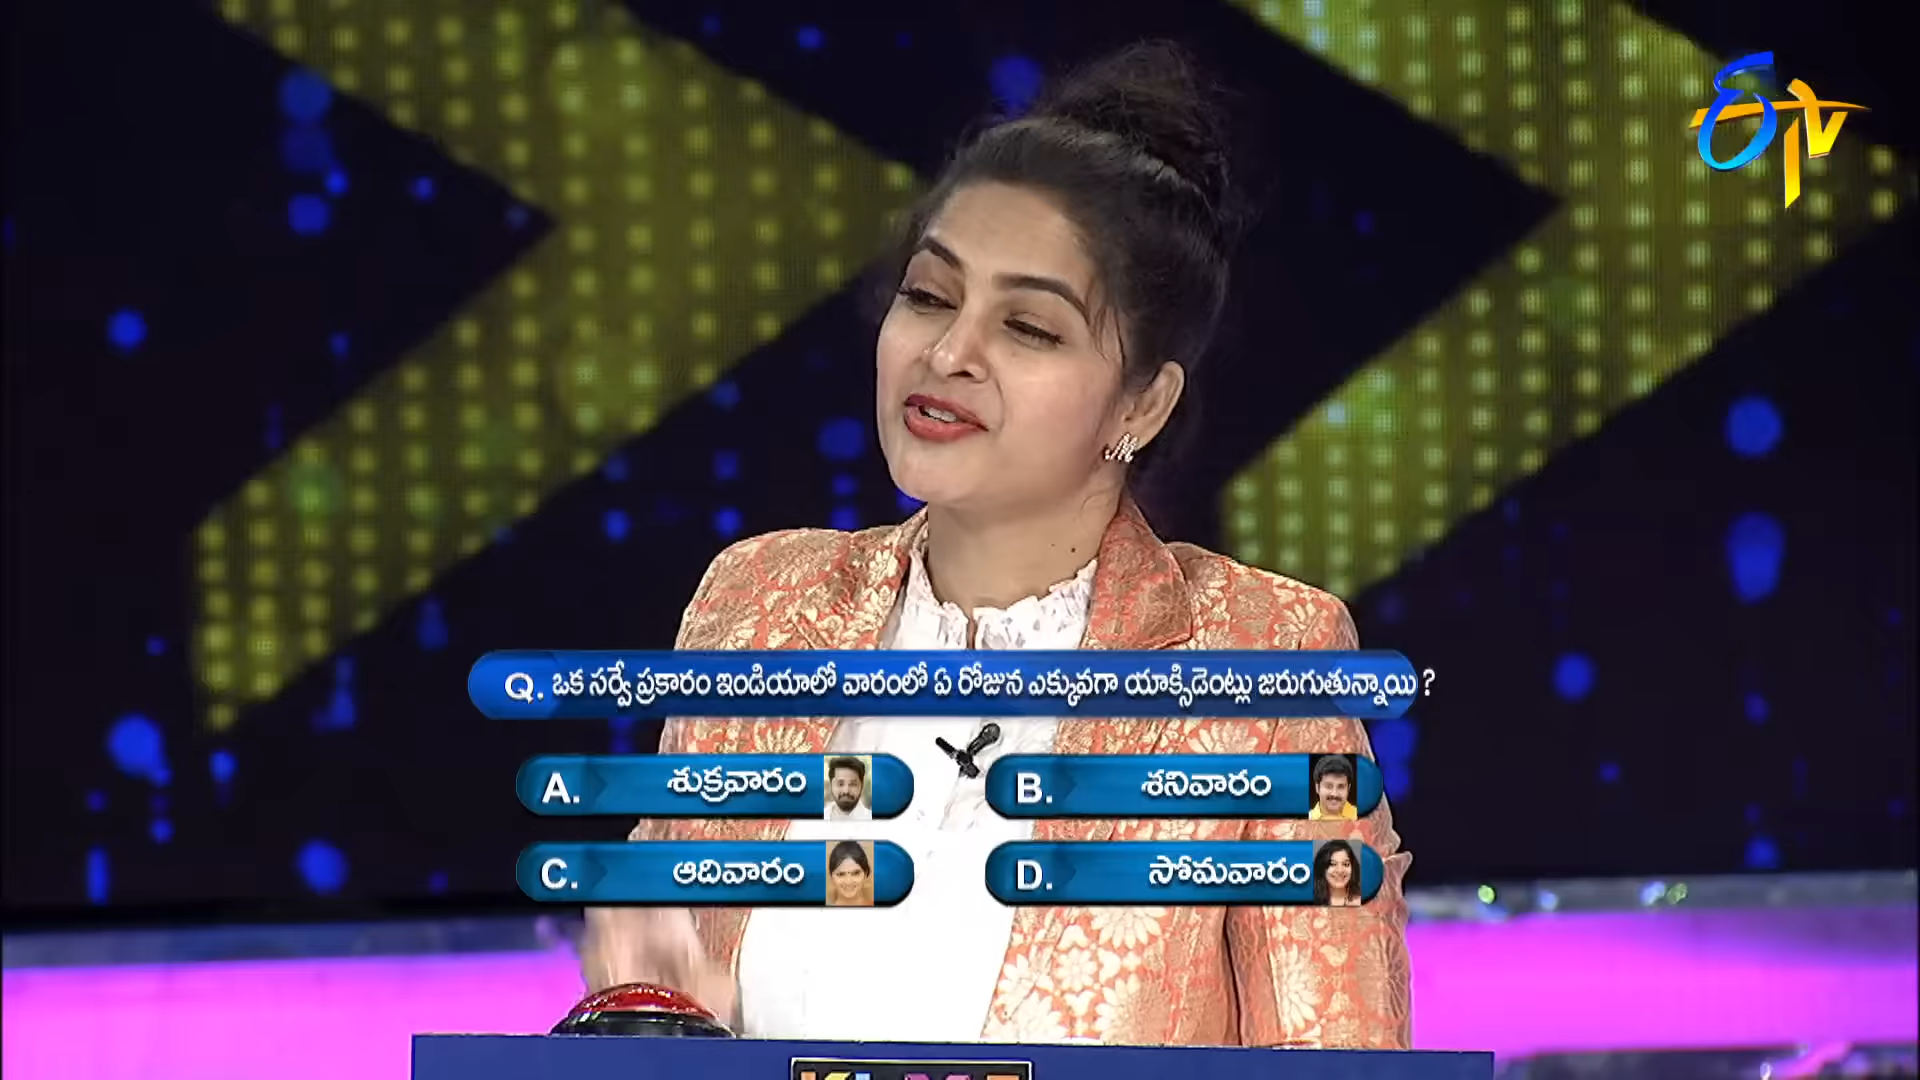 ETV
Q. ఒక సర్వే ప్రకారం ఇండియాలో వారంలో ఏ రోజున ఎక్కువగా యాక్సిడెంట్లు జరుగుతున్నాయి ?
A. శుక్రవారం
B. శనివారం
C. ఆదివారం
D. సోమవారం
M